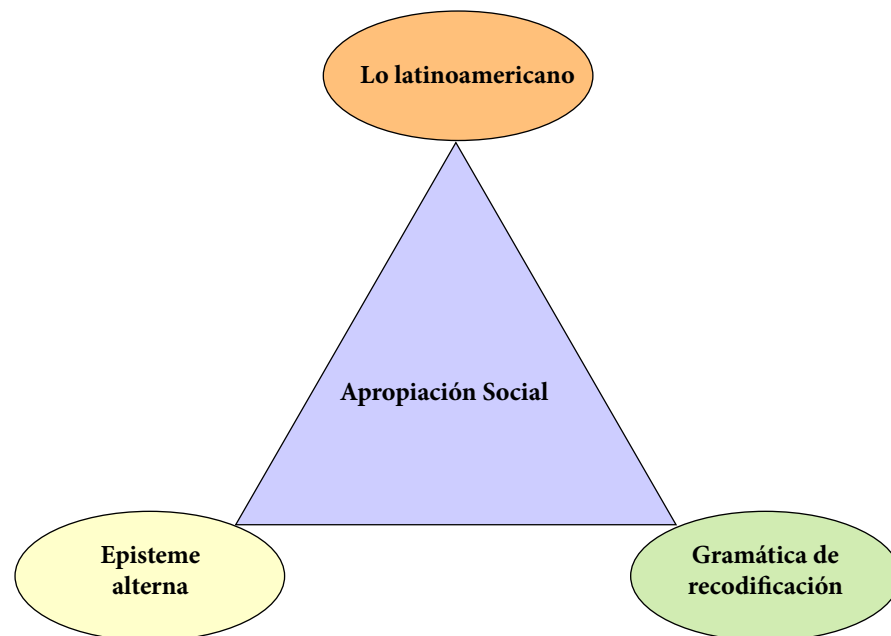 Lo latinoamericano
Apropiación Social
Episteme
alterna
Gramática de
recodificación